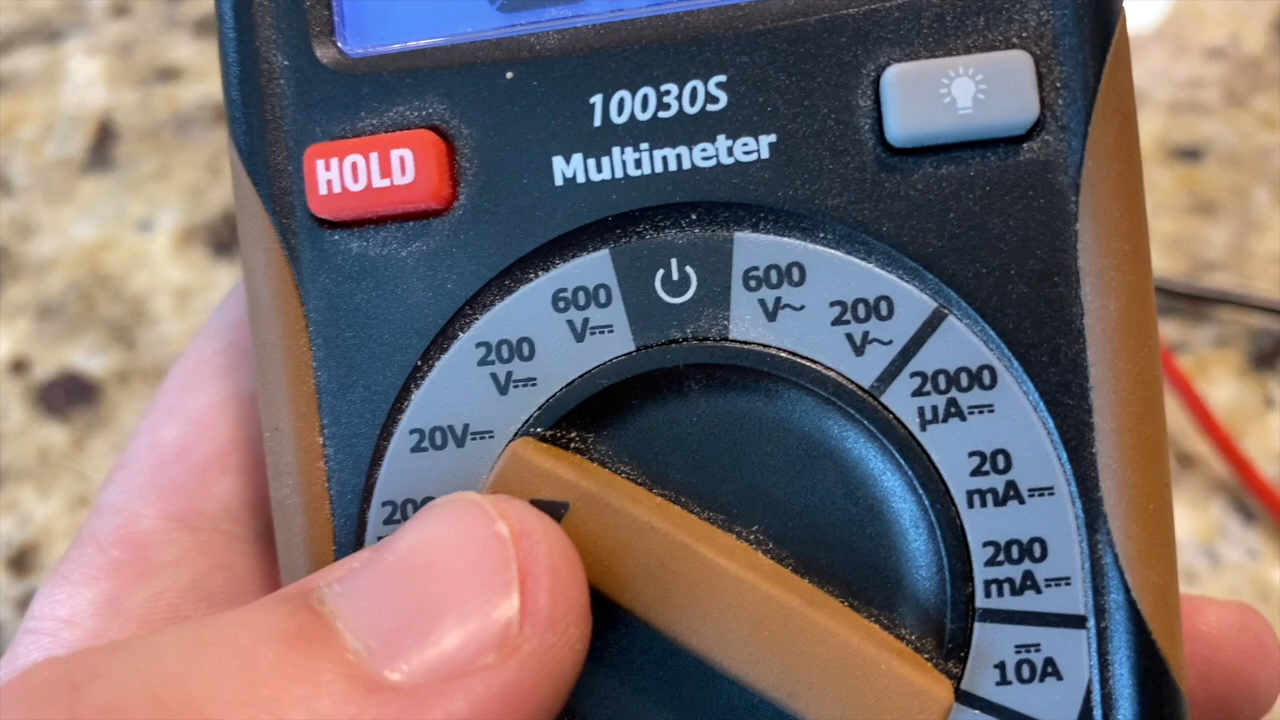 10030S
Multimeter
HOLD
600
V⎓
600
V~
200
V⎓
200
V~
20V⎓
2000
µA⎓
20
mA⎓
200
mA⎓
⎓
10A